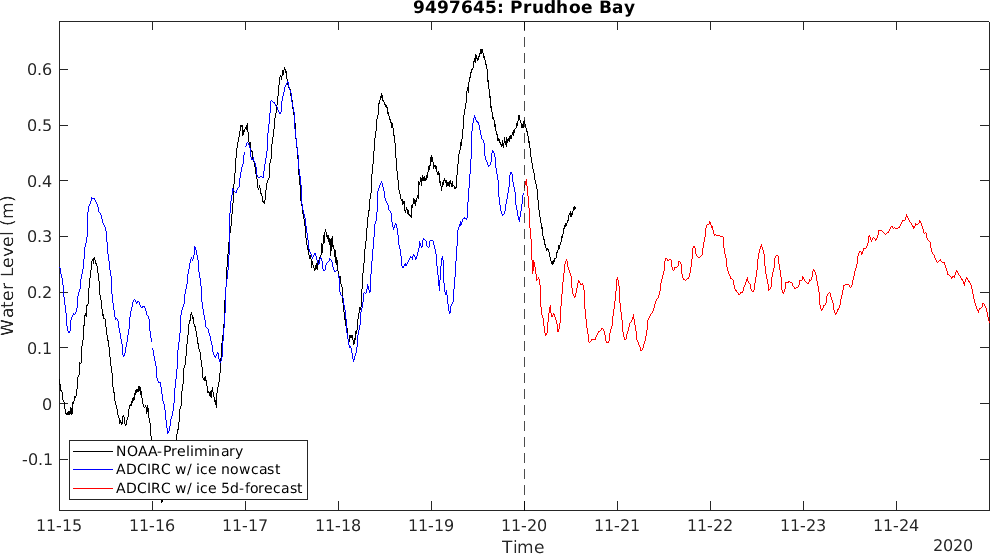 9497645: Prudhoe Bay
Water Level (m)
0.6
0.5
0.4
0.3
0.2
0.1
0
-0.1
NOAA-Preliminary
ADCIRC w/ ice nowcast
ADCIRC w/ ice 5d-forecast
11-15 11-16 11-17 11-18 11-19 11-20 11-21 11-22 11-23 11-24
Time
2020